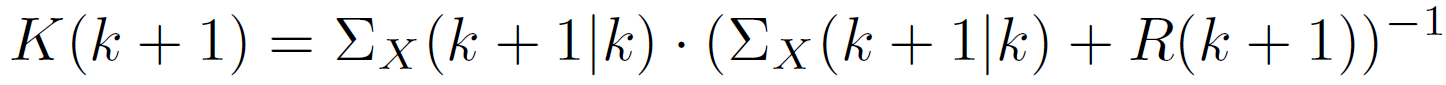 K(k + 1) = Σ_X(k + 1|k) · (Σ_X(k + 1|k) + R(k + 1))^{−1}